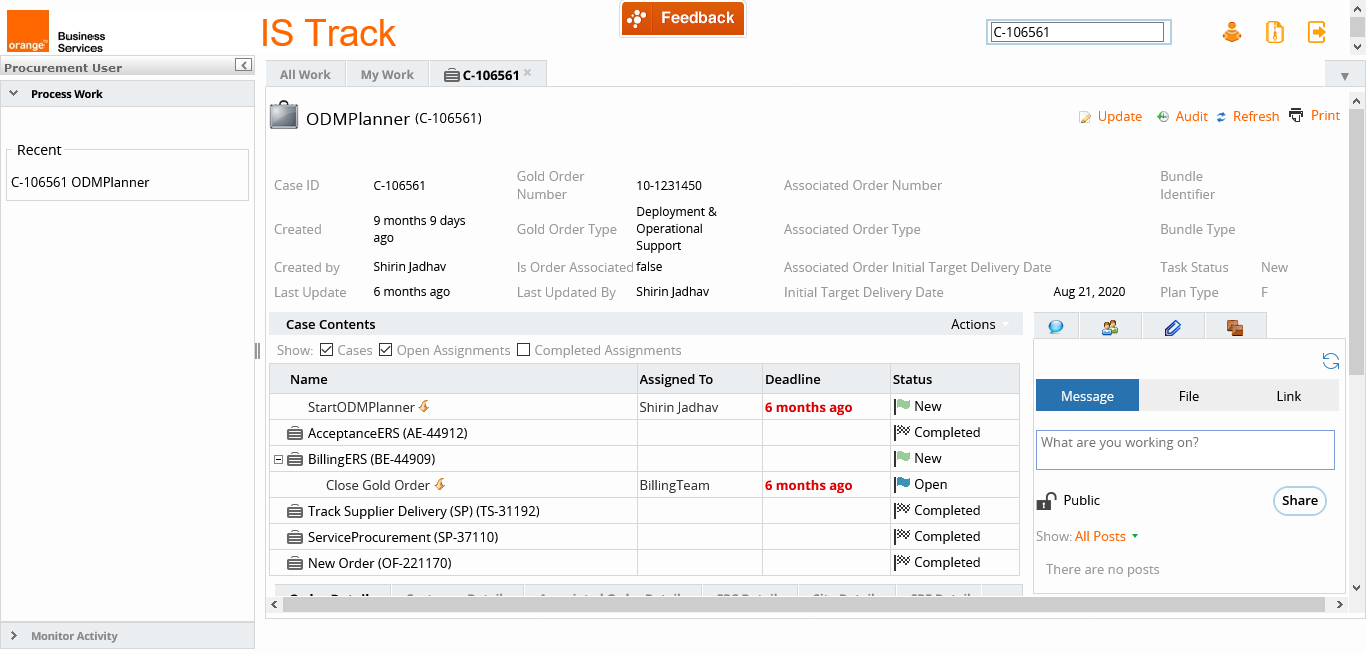 orange™
Business
Services
IS Track
Feedback
C-106561
Procurement User
Process Work
Recent
C-106561 ODMPlanner
Monitor Activity
All Work
My Work
C-106561
ODMPlanner (C-106561)
Update
Audit
Refresh
Print
Case ID
C-106561
Gold Order
Number
10-1231450
Associated Order Number
Bundle
Identifier
Created
9 months 9 days
ago
Gold Order Type
Deployment &
Operational
Support
Associated Order Type
Bundle Type
Created by
Shirin Jadhav
Is Order Associated
false
Associated Order Initial Target Delivery Date
Task Status
New
Last Update
6 months ago
Last Updated By
Shirin Jadhav
Initial Target Delivery Date
Aug 21, 2020
Plan Type
F
Case Contents
Actions
Show: Cases Open Assignments Completed Assignments
Name Assigned To Deadline Status
StartODMPlanner Shirin Jadhav 6 months ago New
AcceptanceERS (AE-44912) Completed
BillingERS (BE-44909) New
Close Gold Order BillingTeam 6 months ago Open
Track Supplier Delivery (SP) (TS-31192) Completed
ServiceProcurement (SP-37110) Completed
New Order (OF-221170) Completed
Message
File
Link
What are you working on?
Public
Share
Show: All Posts
There are no posts